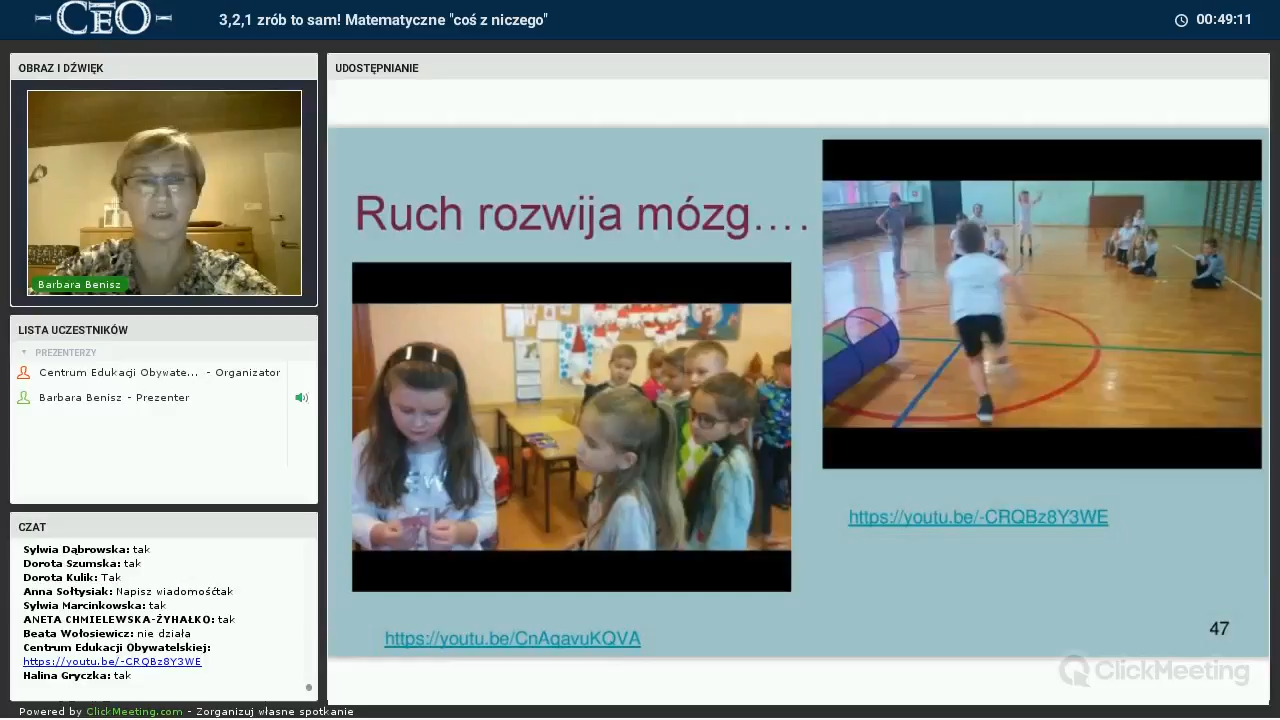 CEO
3,2,1 zrób to sam! Matematyczne "coś z niczego"
00:49:11
OBRAZ I DŹWIĘK
Barbara Benisz
LISTA UCZESTNIKÓW
PREZENTERZY
Centrum Edukacji Obywate... - Organizator
Barbara Benisz - Prezenter
CZAT
Sylwia Dąbrowska: tak
Dorota Szumska: tak
Dorota Kulik: Tak
Anna Sołtysiak: Napisz wiadomośćtak
Sylwia Marcinkowska: tak
ANETA CHMIELEWSKA-ŻYHAŁKO: tak
Beata Wołosiewicz: nie działa
Centrum Edukacji Obywatelskiej:
https://youtu.be/-CRQBz8Y3WE
Halina Gryczka: tak
UDOSTĘPNIANIE
Ruch rozwija mózg....
https://youtu.be/-CRQBz8Y3WE
https://youtu.be/CnAqavuKQVA
47
ClickMeeting
Powered by ClickMeeting.com - Zorganizuj własne spotkanie